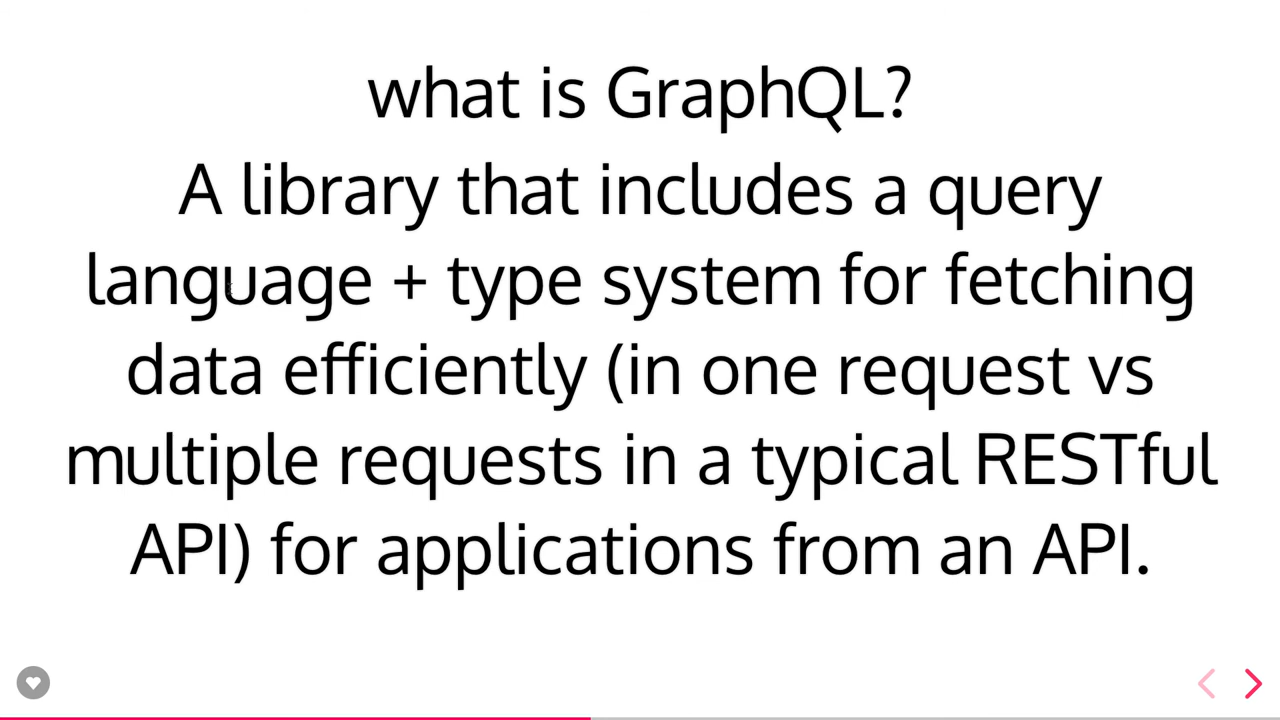 what is GraphQL?
A library that includes a query
language + type system for fetching
data efficiently (in one request vs
multiple requests in a typical RESTful
API) for applications from an API.